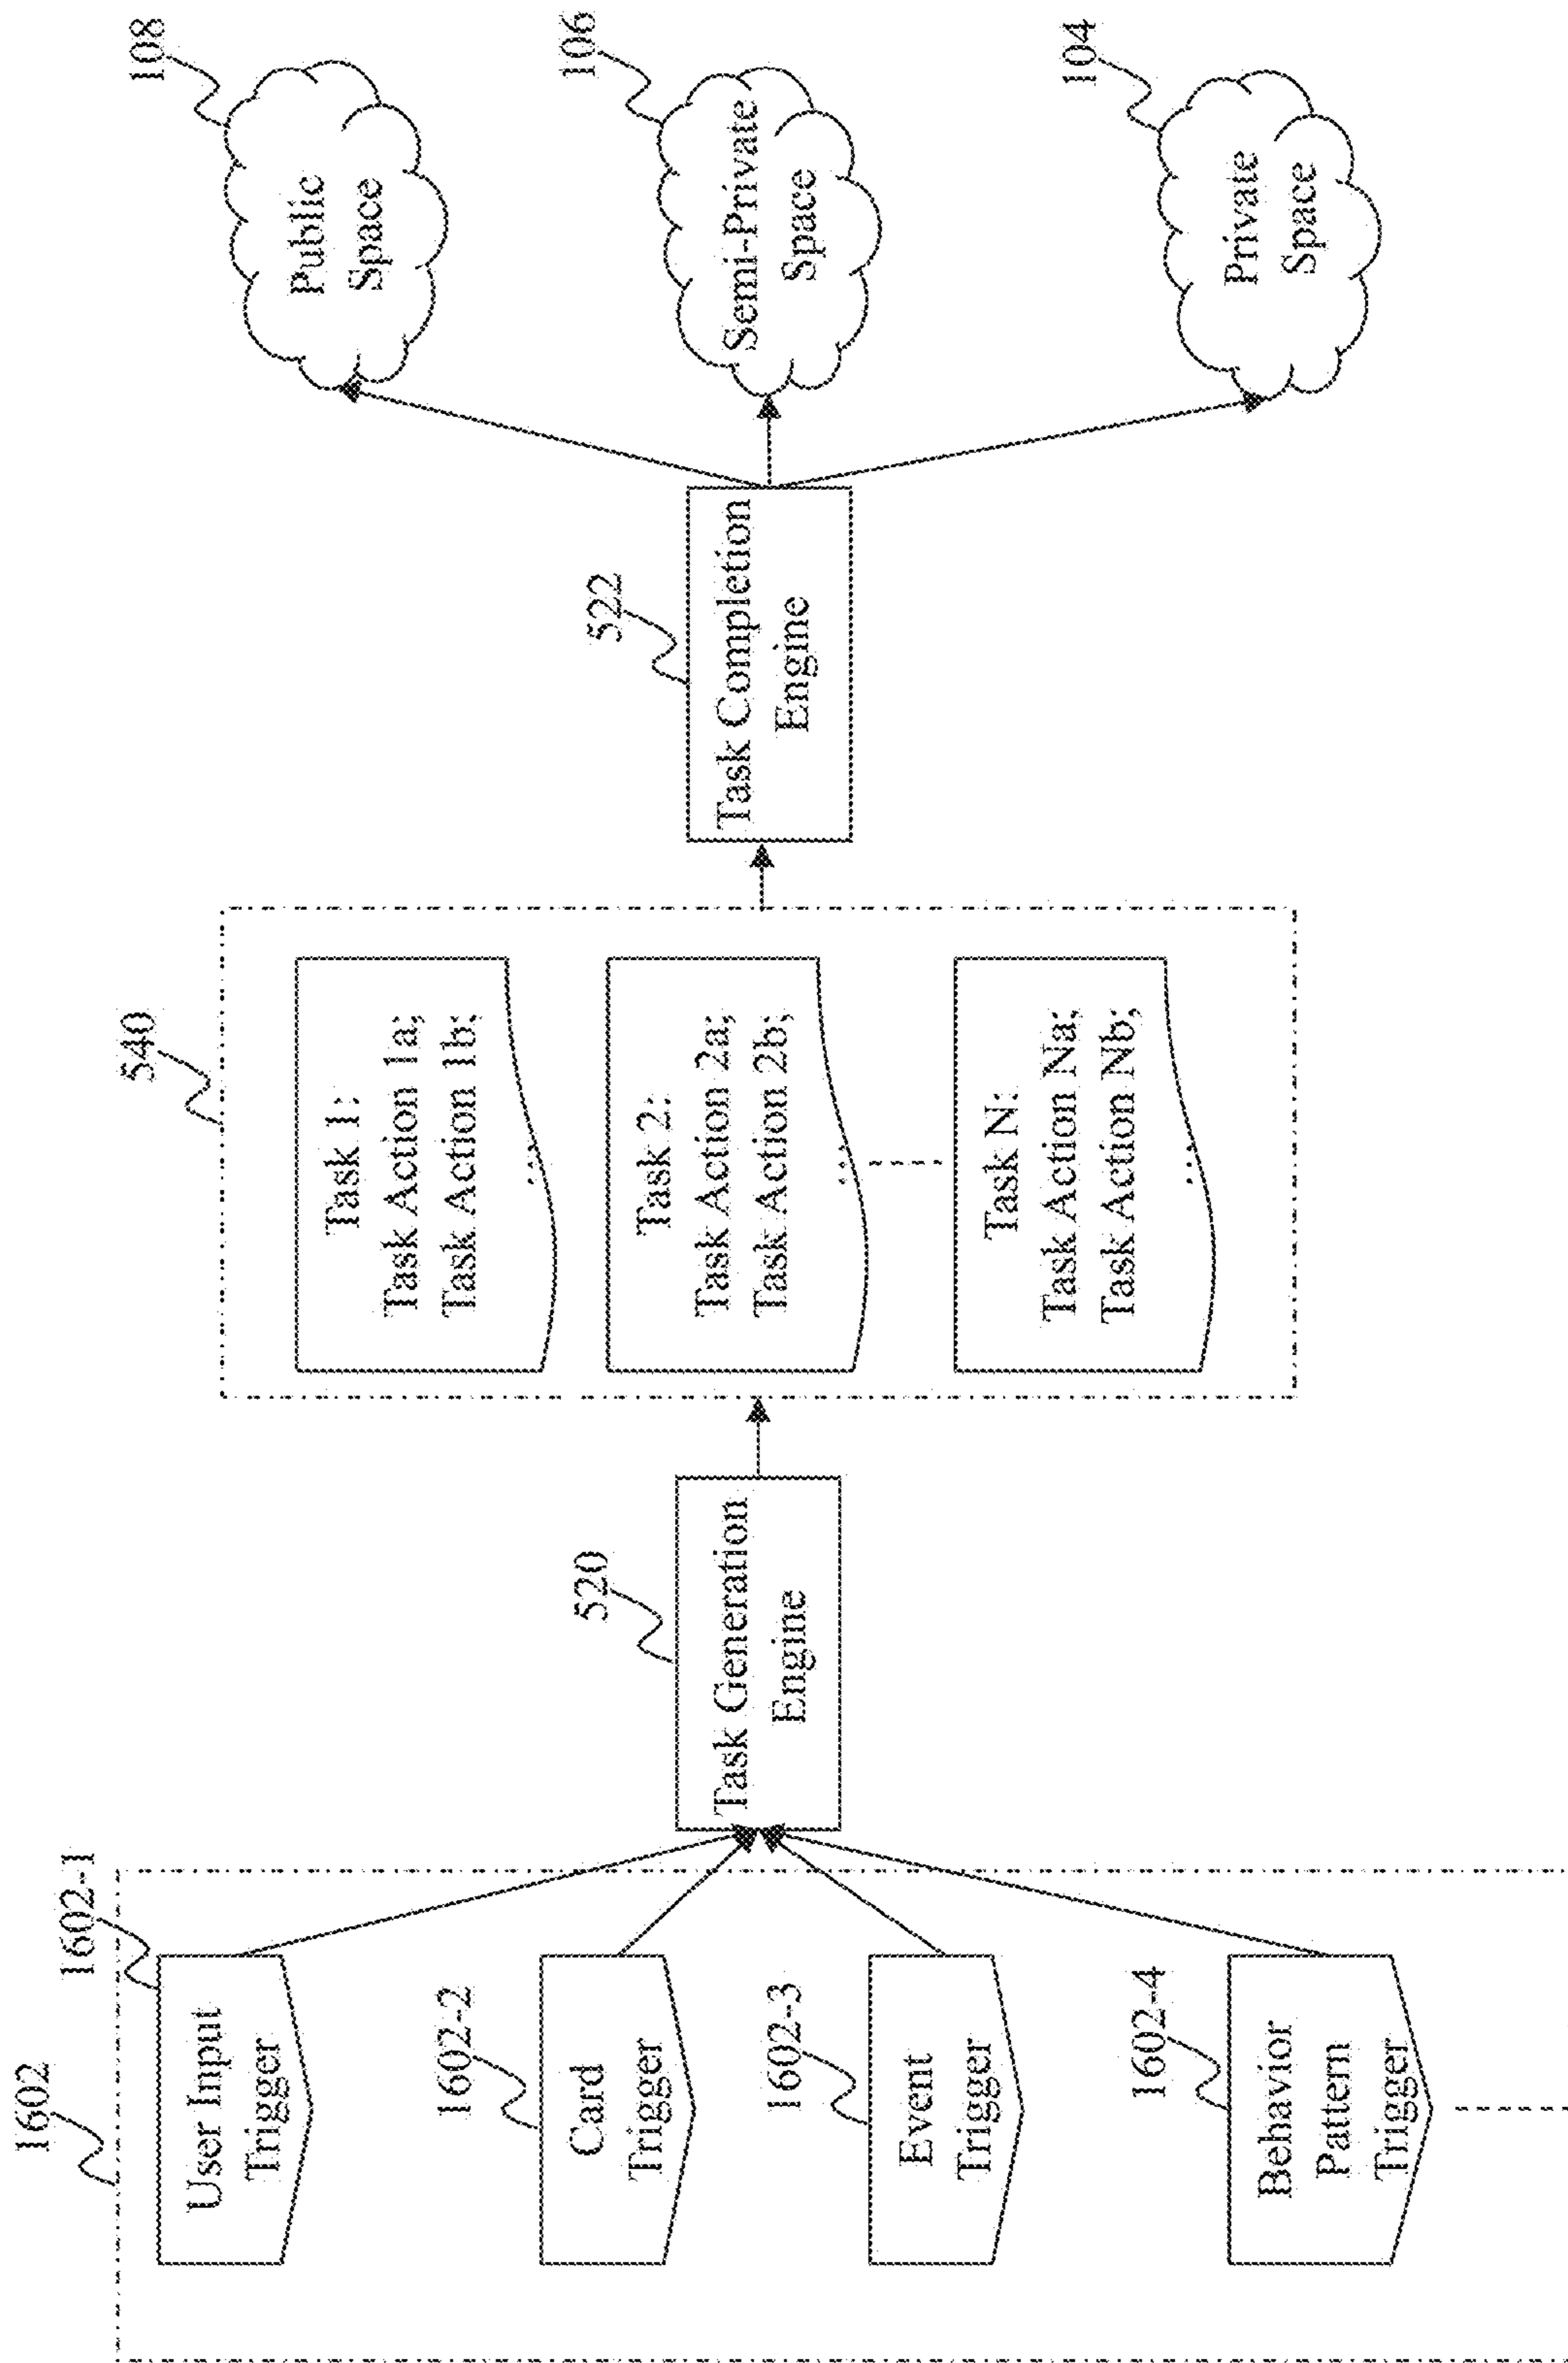 1602
1602-1
User Input
Trigger
1602-2
Card
Trigger
1602-3
Event
Trigger
1602-4
Behavior
Pattern
Trigger
520
Task Generation
Engine
540
Task 1:
Task Action 1a;
Task Action 1b;
...
Task 2:
Task Action 2a;
Task Action 2b;
...
Task N:
Task Action Na;
Task Action Nb;
...
522
Task Completion
Engine
108
Public
Space
106
Semi-Private
Space
104
Private
Space